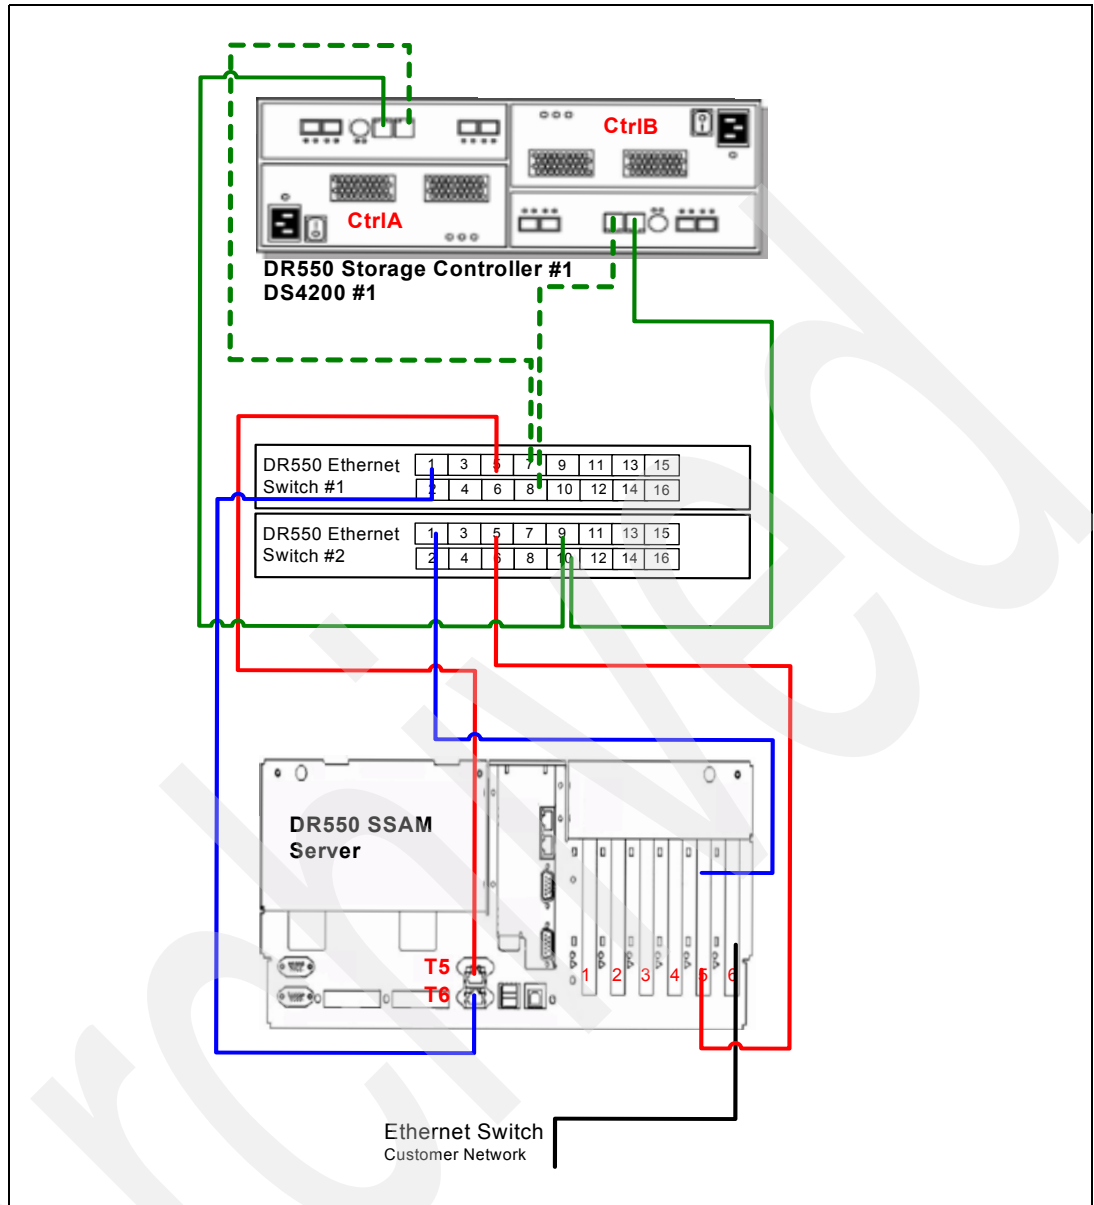 CtrlB
CtrlA
DR550 Storage Controller #1
DS4200 #1
DR550 Ethernet
Switch #1
1 3 5 7 9 11 13 15
2 4 6 8 10 12 14 16
DR550 Ethernet
Switch #2
1 3 5 7 9 11 13 15
2 4 6 8 10 12 14 16
DR550 SSAM
Server
T5
T6
1 2 3 4 5 6
Ethernet Switch
Customer Network